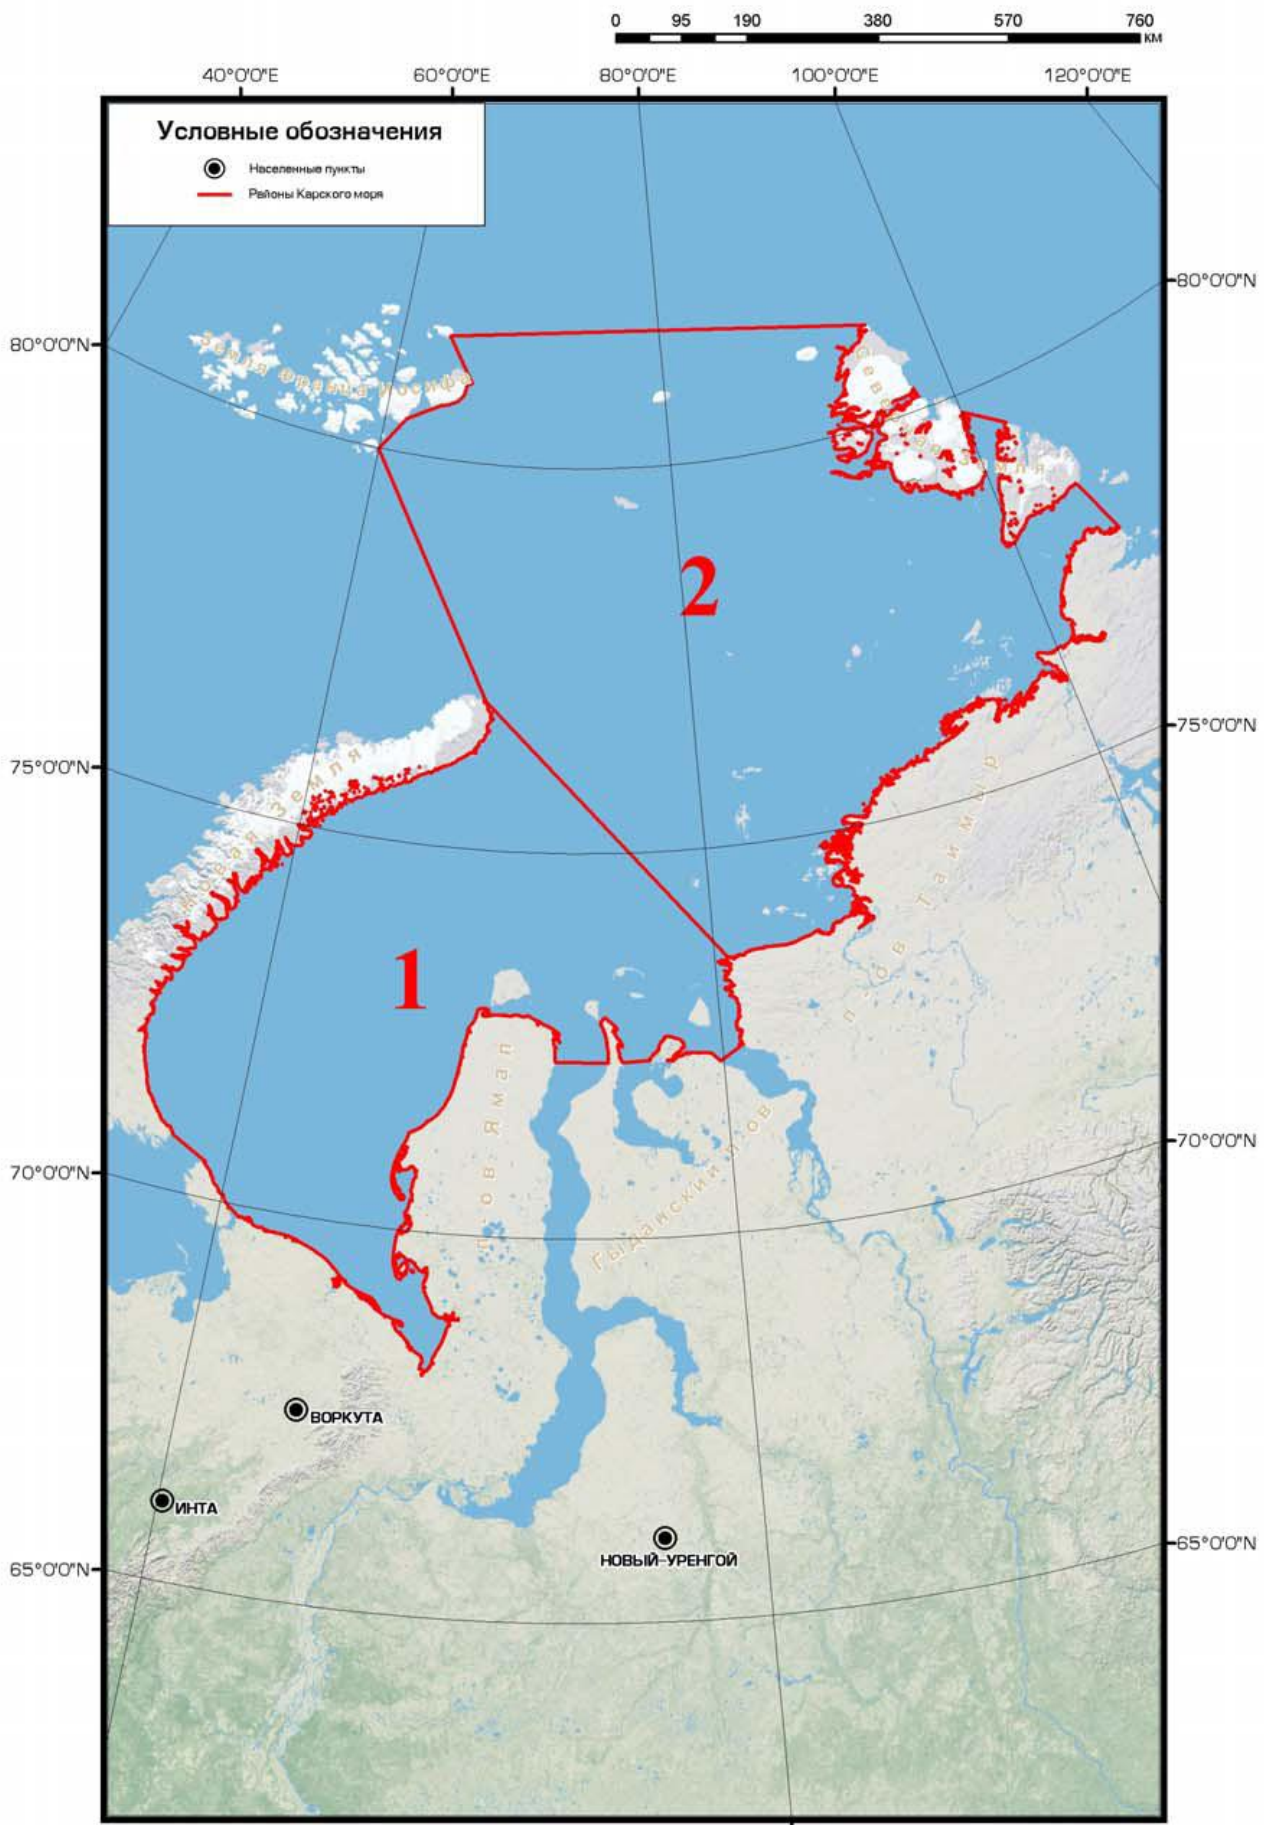 0 95 190 380 570 760
КМ
40°0'0"E 60°0'0"E 80°0'0"E 100°0'0"E 120°0'0"E
Условные обозначения
Населенные пункты
Районы Карского моря
80°0'0"N
80°0'0"N
Земля Франца Иосифа
Северная Земля
2
75°0'0"N
75°0'0"N
Новая Земля
п-ов Таймыр
1
п-ов Ямал
Гыданский п-ов
70°0'0"N
70°0'0"N
ВОРКУТА
ИНТА
НОВЫЙ-УРЕНГОЙ
65°0'0"N
65°0'0"N